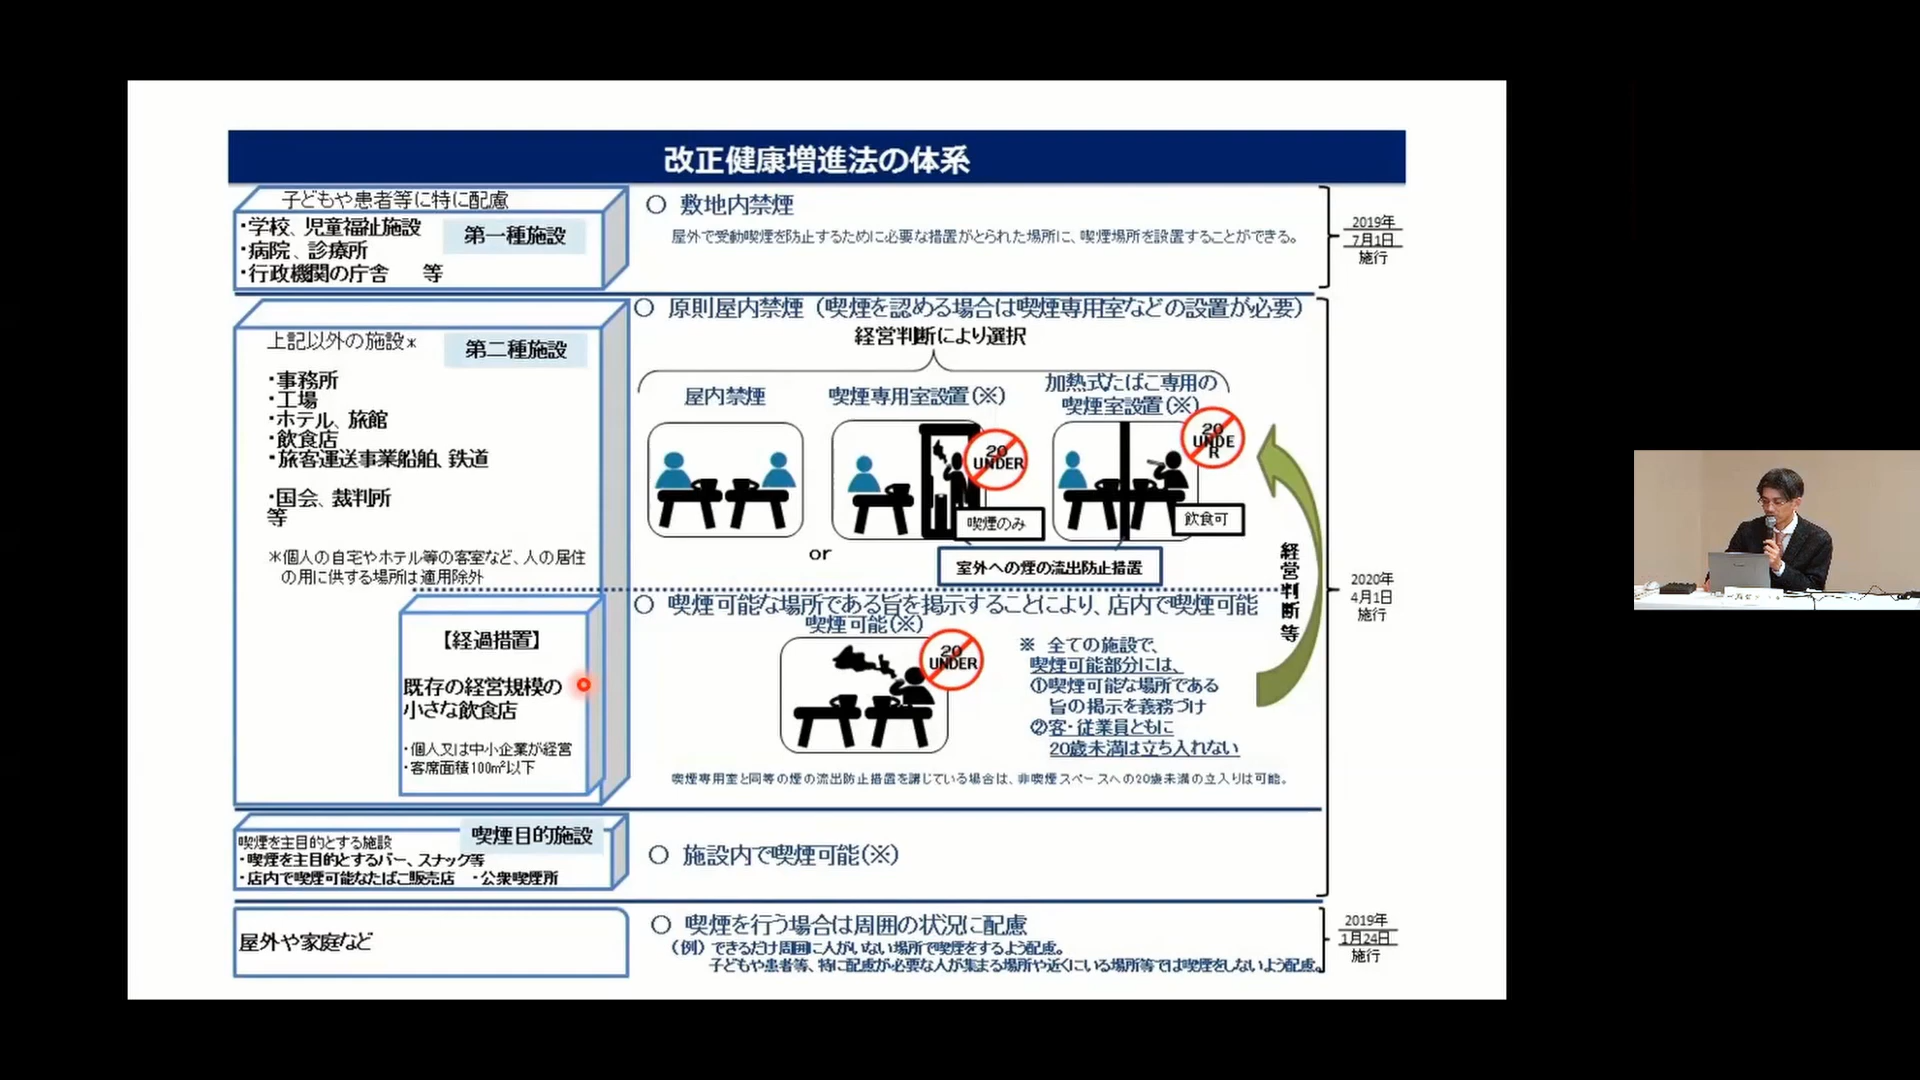 改正健康増進法の体系
子どもや患者等に特に配慮
・学校、児童福祉施設
・病院、診療所
・行政機関の庁舎　等
第一種施設
○ 敷地内禁煙
屋外で受動喫煙を防止するために必要な措置がとられた場所に、喫煙場所を設置することができる。
2019年
7月1日
施行
上記以外の施設*
第二種施設
・事務所
・工場
・ホテル、旅館
・飲食店
・旅客運送事業船舶、鉄道
・国会、裁判所
等
*個人の自宅やホテル等の客室など、人の居住
の用に供する場所は適用除外
○ 原則屋内禁煙（喫煙を認める場合は喫煙専用室などの設置が必要）
経営判断により選択
屋内禁煙
喫煙専用室設置（※）
加熱式たばこ専用の
喫煙室設置（※）
20
UNDER
20
UNDE
R
喫煙のみ
飲食可
or
室外への煙の流出防止措置
経営判断等
2020年
4月1日
施行
【経過措置】
既存の経営規模の
小さな飲食店
・個人又は中小企業が経営
・客席面積100㎡以下
○ 喫煙可能な場所である旨を掲示することにより、店内で喫煙可能
喫煙可能（※）
20
UNDER
※ 全ての施設で、
喫煙可能部分には、
①喫煙可能な場所である
旨の掲示を義務づけ
②客・従業員ともに
20歳未満は立ち入れない
喫煙専用室と同等の煙の流出防止措置を講じている場合は、非喫煙スペースへの20歳未満の立入りは可能。
喫煙を主目的とする施設
喫煙目的施設
・喫煙を主目的とするバー、スナック等
・店内で喫煙可能なたばこ販売店　・公衆喫煙所
○ 施設内で喫煙可能（※）
屋外や家庭など
○ 喫煙を行う場合は周囲の状況に配慮
（例）できるだけ周囲に人がいない場所で喫煙をするよう配慮。
子どもや患者等、特に配慮が必要な人が集まる場所や近くにいる場所等では喫煙をしないよう配慮。
2019年
1月24日
施行